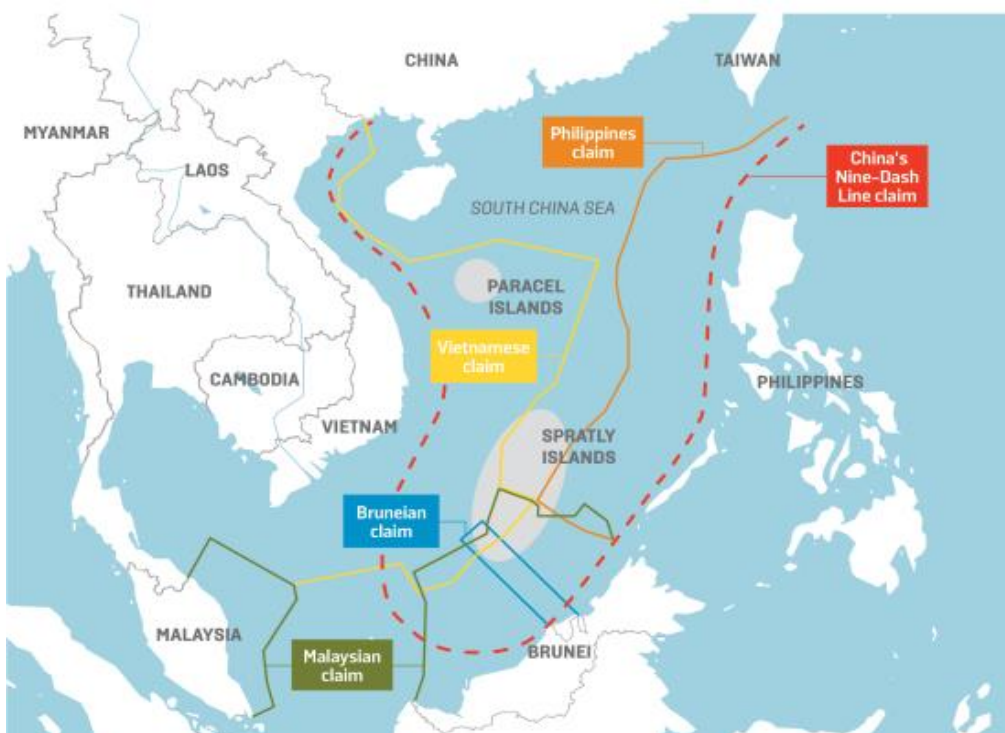 CHINA
TAIWAN
MYANMAR
Philippines
claim
LAOS
China's
Nine-Dash
Line claim
SOUTH CHINA SEA
THAILAND
PARACEL
ISLANDS
Vietnamese
claim
CAMBODIA
PHILIPPINES
VIETNAM
SPRATLY
ISLANDS
Bruneian
claim
MALAYSIA
BRUNEI
Malaysian
claim